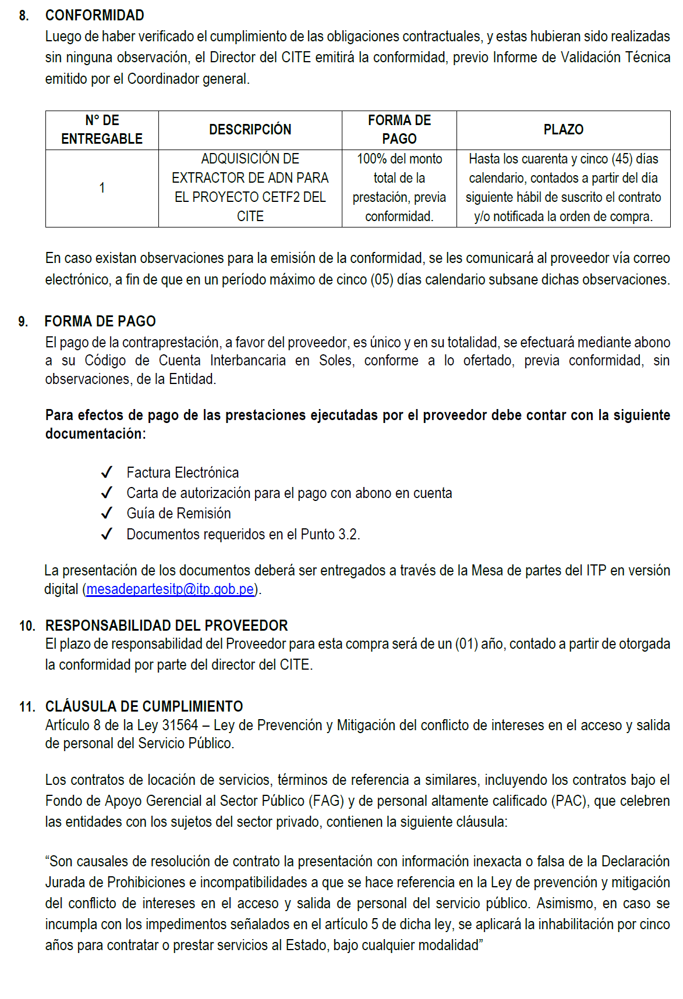 8. CONFORMIDAD
Luego de haber verificado el cumplimiento de las obligaciones contractuales, y estas hubieran sido realizadas
sin ninguna observación, el Director del CITE emitirá la conformidad, previo Informe de Validación Técnica
emitido por el Coordinador general.
N° DE
ENTREGABLE
DESCRIPCIÓN
FORMA DE
PAGO
PLAZO
1
ADQUISICIÓN DE
EXTRACTOR DE ADN PARA
EL PROYECTO CETF2 DEL
CITE
100% del monto
total de la
prestación, previa
conformidad.
Hasta los cuarenta y cinco (45) días
calendario, contados a partir del día
siguiente hábil de suscrito el contrato
y/o notificada la orden de compra.
En caso existan observaciones para la emisión de la conformidad, se les comunicará al proveedor vía correo
electrónico, a fin de que en un período máximo de cinco (05) días calendario subsane dichas observaciones.
9. FORMA DE PAGO
El pago de la contraprestación, a favor del proveedor, es único y en su totalidad, se efectuará mediante abono
a su Código de Cuenta Interbancaria en Soles, conforme a lo ofertado, previa conformidad, sin
observaciones, de la Entidad.
Para efectos de pago de las prestaciones ejecutadas por el proveedor debe contar con la siguiente
documentación:
✓ Factura Electrónica
✓ Carta de autorización para el pago con abono en cuenta
✓ Guía de Remisión
✓ Documentos requeridos en el Punto 3.2.
La presentación de los documentos deberá ser entregados a través de la Mesa de partes del ITP en versión
digital (mesadepartesitp@itp.gob.pe).
10. RESPONSABILIDAD DEL PROVEEDOR
El plazo de responsabilidad del Proveedor para esta compra será de un (01) año, contado a partir de otorgada
la conformidad por parte del director del CITE.
11. CLÁUSULA DE CUMPLIMIENTO
Artículo 8 de la Ley 31564 – Ley de Prevención y Mitigación del conflicto de intereses en el acceso y salida
de personal del Servicio Público.
Los contratos de locación de servicios, términos de referencia a similares, incluyendo los contratos bajo el
Fondo de Apoyo Gerencial al Sector Público (FAG) y de personal altamente calificado (PAC), que celebren
las entidades con los sujetos del sector privado, contienen la siguiente cláusula:
“Son causales de resolución de contrato la presentación con información inexacta o falsa de la Declaración
Jurada de Prohibiciones e incompatibilidades a que se hace referencia en la Ley de prevención y mitigación
del conflicto de intereses en el acceso y salida de personal del servicio público. Asimismo, en caso se
incumpla con los impedimentos señalados en el artículo 5 de dicha ley, se aplicará la inhabilitación por cinco
años para contratar o prestar servicios al Estado, bajo cualquier modalidad”